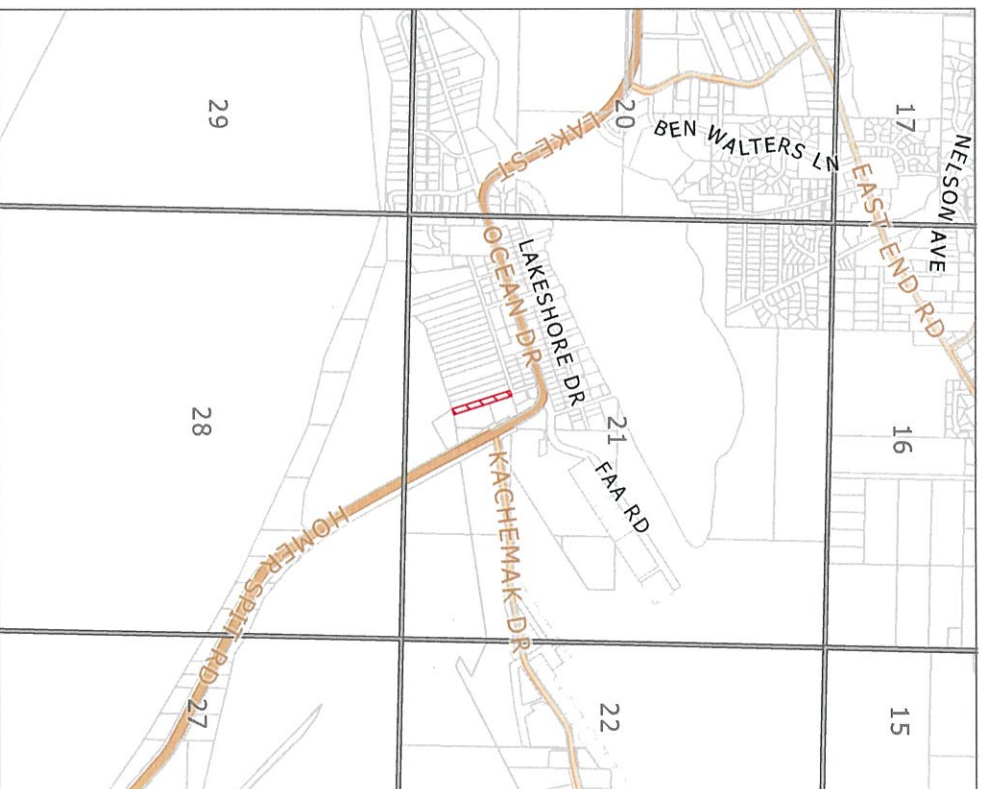 17
NELSON AVE
20
BEN WALTERS LN
EAST END RD
29
LAKE ST
OCEAN DR
LAKESHORE DR
21
16
28
FAA RD
KACHEMAK DR
HOMER SPIT RD
27
22
15